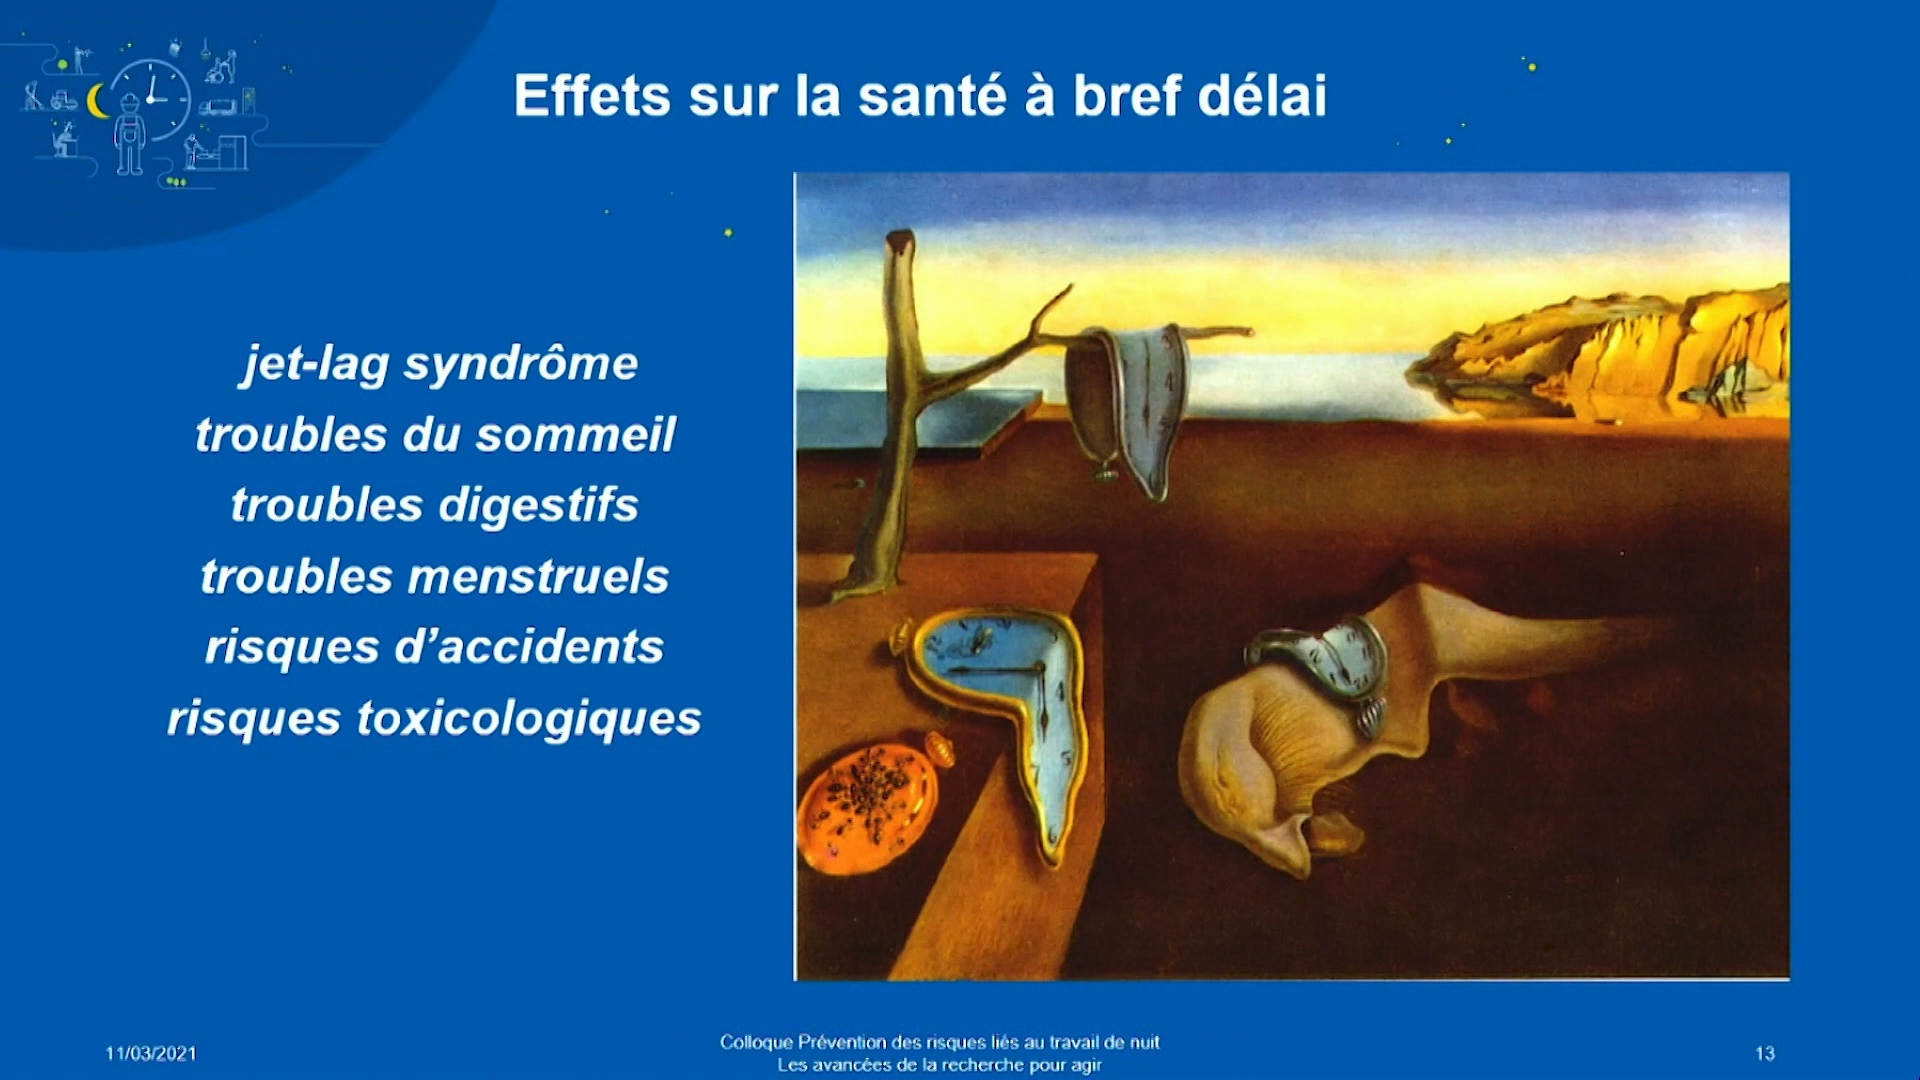 Effets sur la santé à bref délai
jet-lag syndrôme
troubles du sommeil
troubles digestifs
troubles menstruels
risques d’accidents
risques toxicologiques
11/03/2021
Colloque Prévention des risques liés au travail de nuit
Les avancées de la recherche pour agir
13